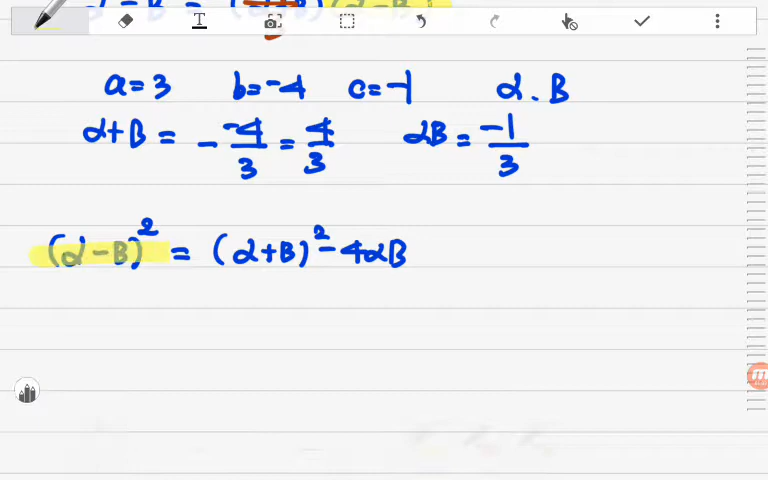 a=3 b=-4 c=-1 α . B
α+B = - -4/3 = 4/3 αB = -1/3
(α-B)² = (α+B)² - 4αB